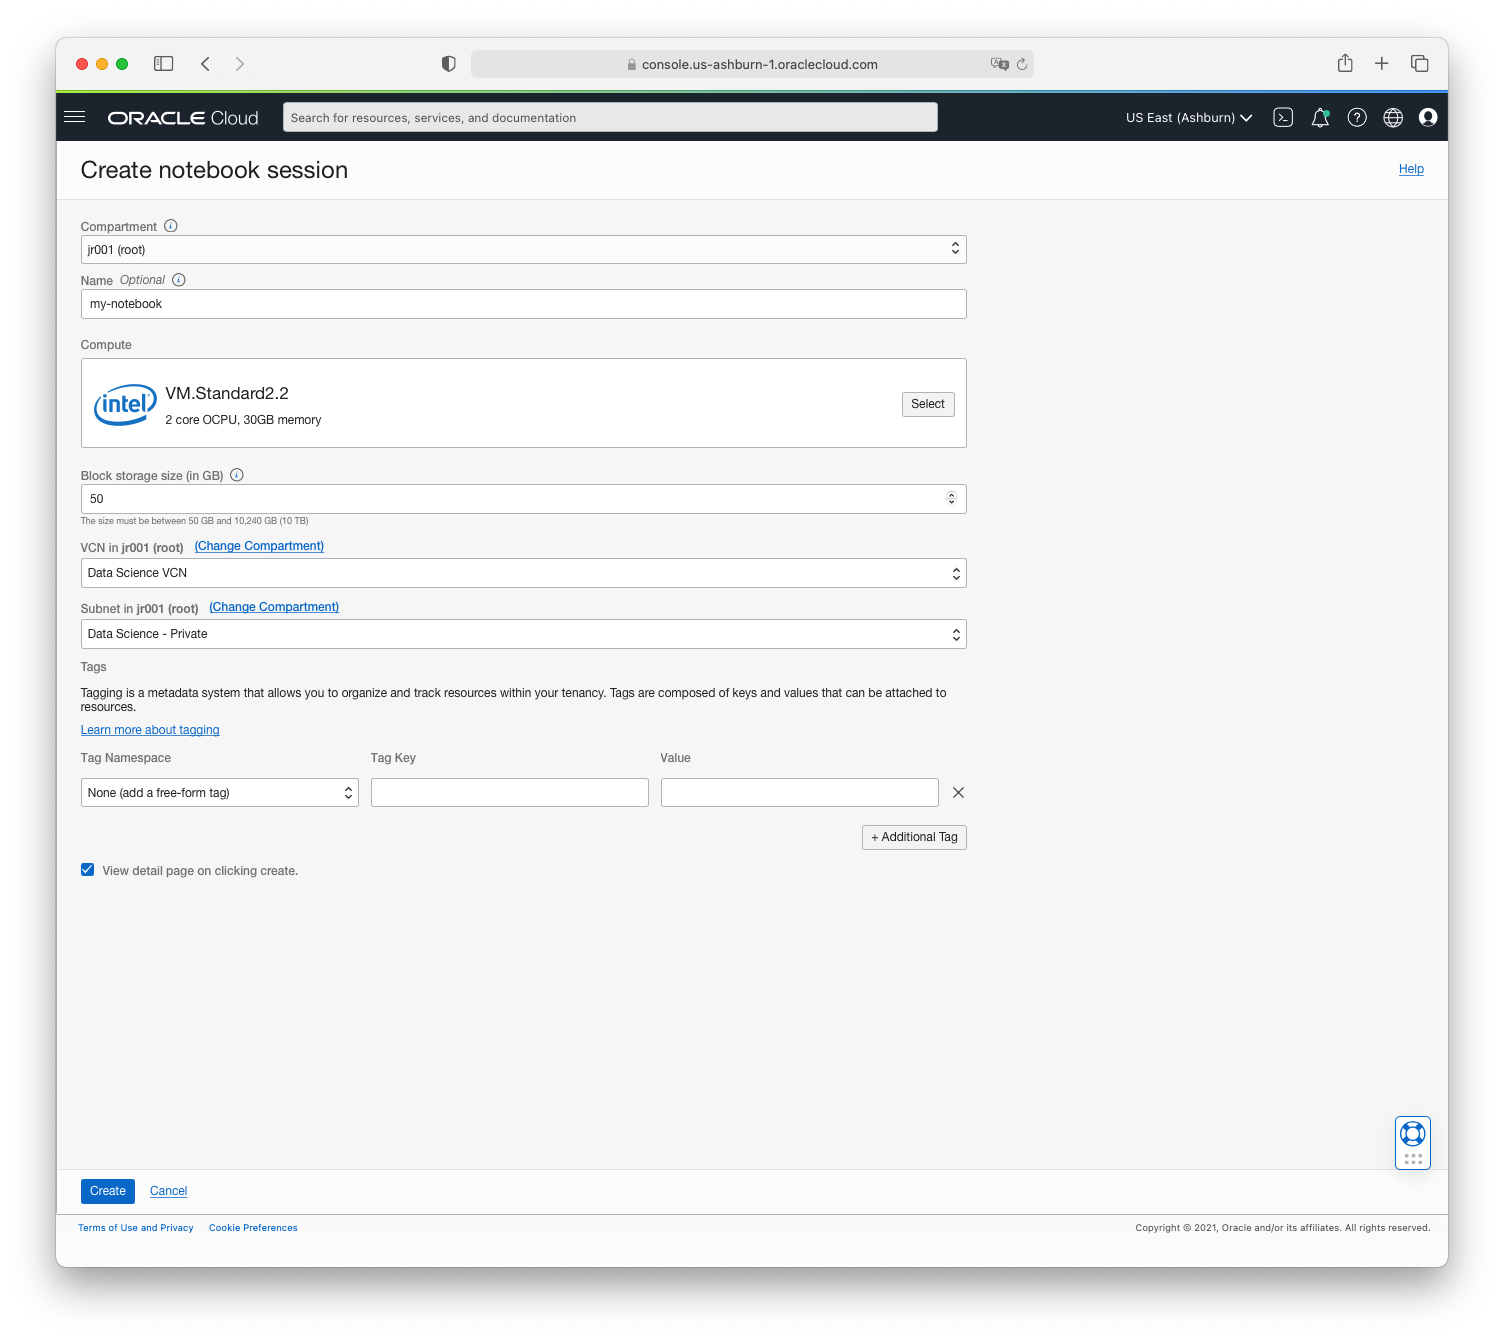 console.us-ashburn-1.oraclecloud.com
ORACLE Cloud
Search for resources, services, and documentation
US East (Ashburn)
Create notebook session
Help
Compartment
jr001 (root)
Name Optional
my-notebook
Compute
intel
VM.Standard2.2
2 core OCPU, 30GB memory
Select
Block storage size (in GB)
50
The size must be between 50 GB and 10,240 GB (10 TB)
VCN in jr001 (root) (Change Compartment)
Data Science VCN
Subnet in jr001 (root) (Change Compartment)
Data Science - Private
Tags
Tagging is a metadata system that allows you to organize and track resources within your tenancy. Tags are composed of keys and values that can be attached to
resources.
Learn more about tagging
Tag Namespace Tag Key Value
None (add a free-form tag)
+ Additional Tag
View detail page on clicking create.
Create Cancel
Terms of Use and Privacy Cookie Preferences
Copyright © 2021, Oracle and/or its affiliates. All rights reserved.